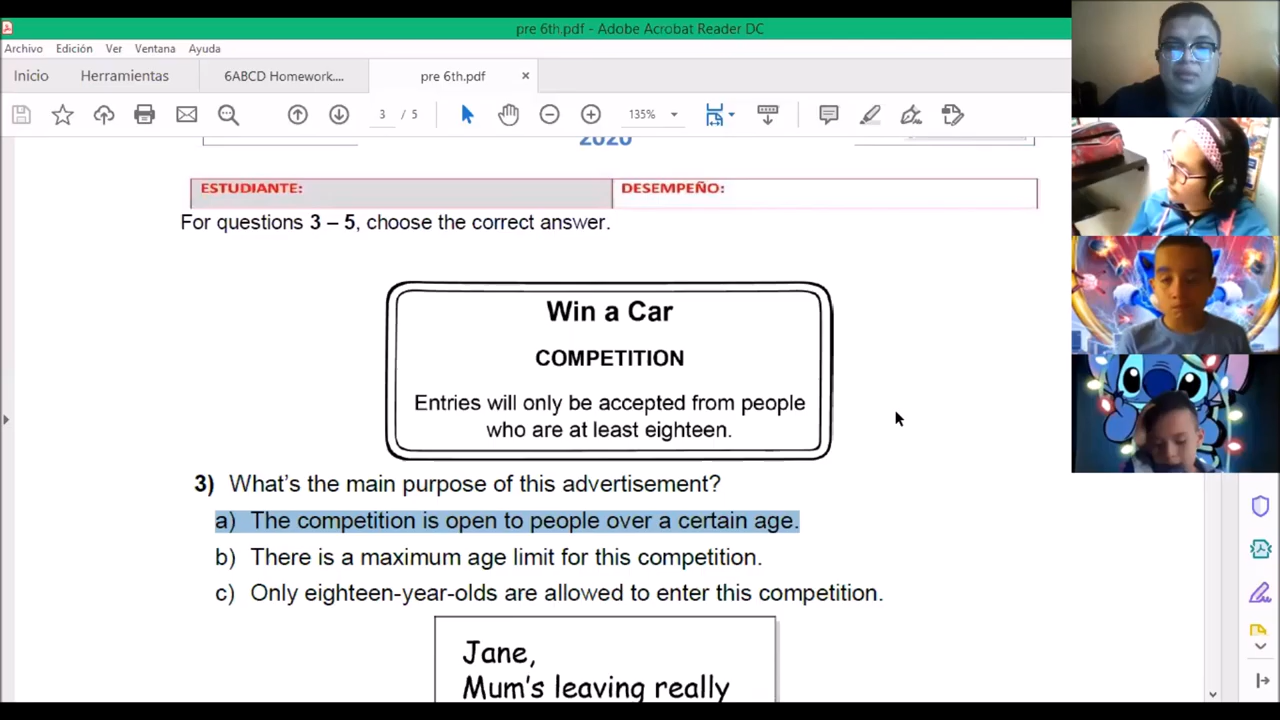 pre 6th.pdf - Adobe Acrobat Reader DC
Archivo Edición Ver Ventana Ayuda
Inicio Herramientas 6ABCD Homework.... pre 6th.pdf ×
3 / 5 135%
2020
ESTUDIANTE: DESEMPEÑO:
For questions 3 – 5, choose the correct answer.
Win a Car
COMPETITION
Entries will only be accepted from people
who are at least eighteen.
3) What's the main purpose of this advertisement?
a) The competition is open to people over a certain age.
b) There is a maximum age limit for this competition.
c) Only eighteen-year-olds are allowed to enter this competition.
Jane,
Mum's leaving really